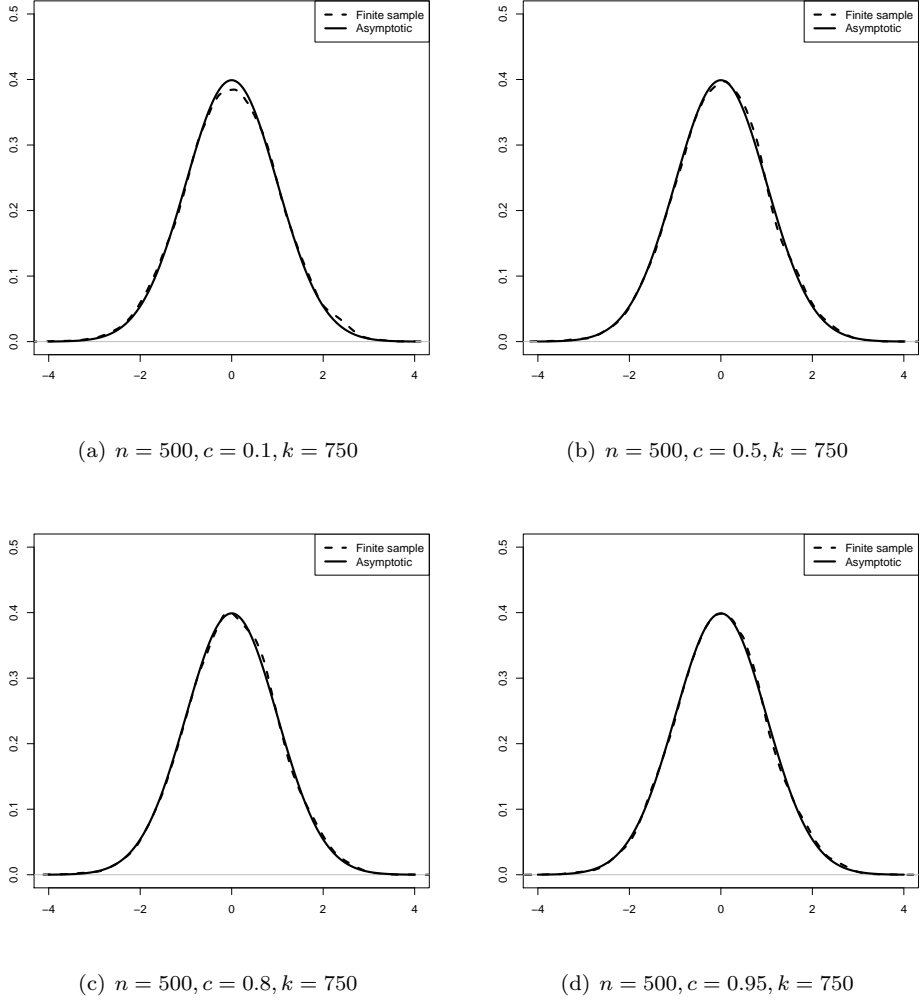 0.5
0.4
0.3
0.2
0.1
0.0
−4 −2 0 2 4
Finite sample
Asymptotic
(a) n = 500, c = 0.1, k = 750
0.5
0.4
0.3
0.2
0.1
0.0
−4 −2 0 2 4
Finite sample
Asymptotic
(b) n = 500, c = 0.5, k = 750
0.5
0.4
0.3
0.2
0.1
0.0
−4 −2 0 2 4
Finite sample
Asymptotic
(c) n = 500, c = 0.8, k = 750
0.5
0.4
0.3
0.2
0.1
0.0
−4 −2 0 2 4
Finite sample
Asymptotic
(d) n = 500, c = 0.95, k = 750